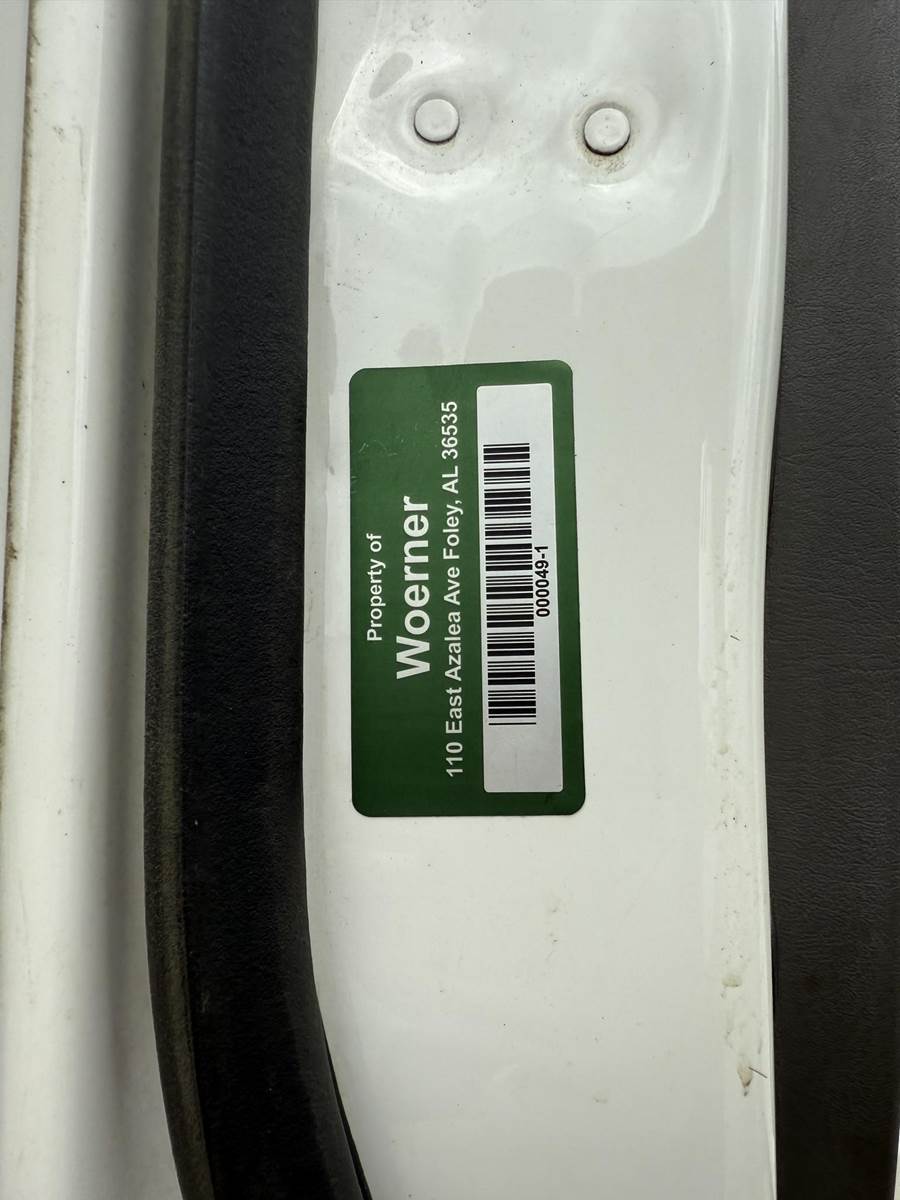 Property of
Woerner
110 East Azalea Ave Foley, AL 36535
000049-1